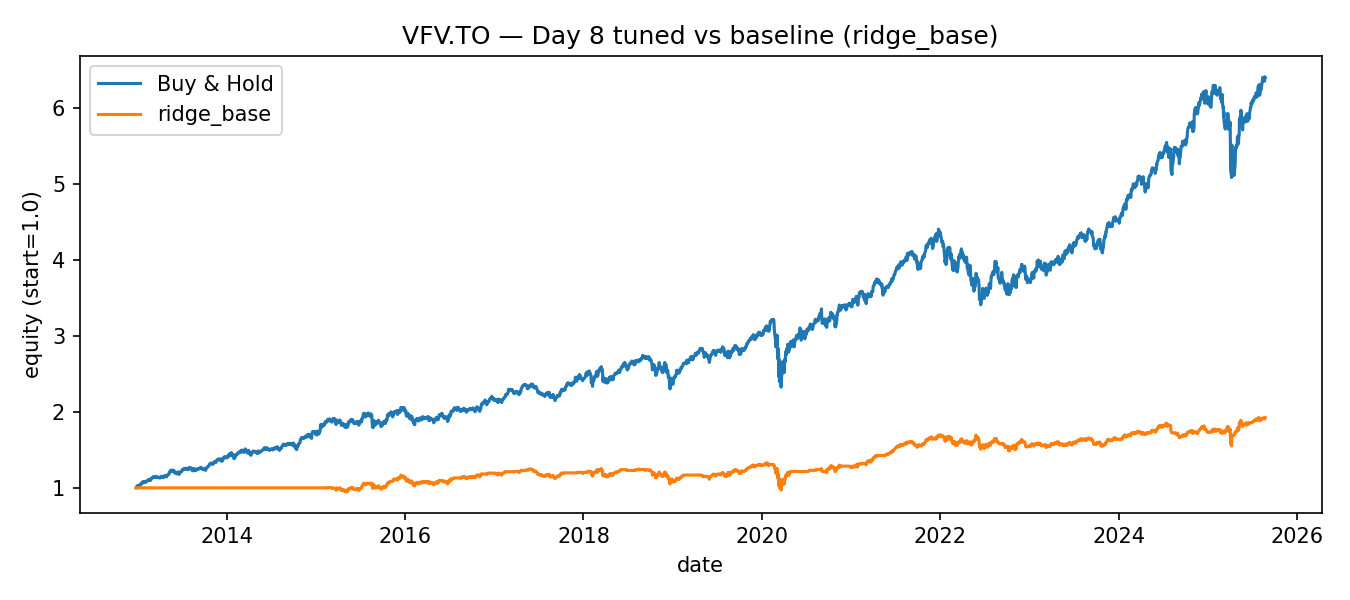 VFV.TO — Day 8 tuned vs baseline (ridge_base)
Buy & Hold
ridge_base
equity (start=1.0)
6
5
4
3
2
1
2014 2016 2018 2020 2022 2024 2026
date